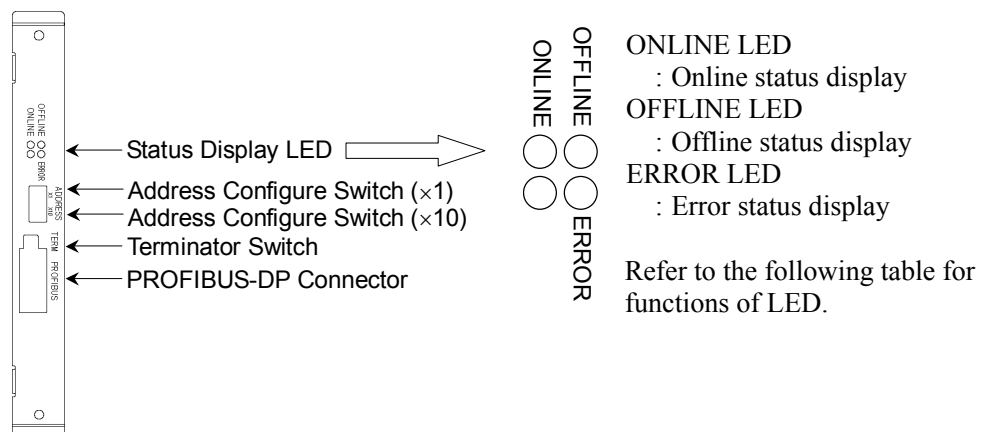 OFFLINE
ONLINE
ERROR
ADDRESS
X1 X10
TERM
PROFIBUS
Status Display LED
Address Configure Switch (×1)
Address Configure Switch (×10)
Terminator Switch
PROFIBUS-DP Connector
OFFLINE
ONLINE
ERROR
ONLINE LED
: Online status display
OFFLINE LED
: Offline status display
ERROR LED
: Error status display
Refer to the following table for
functions of LED.